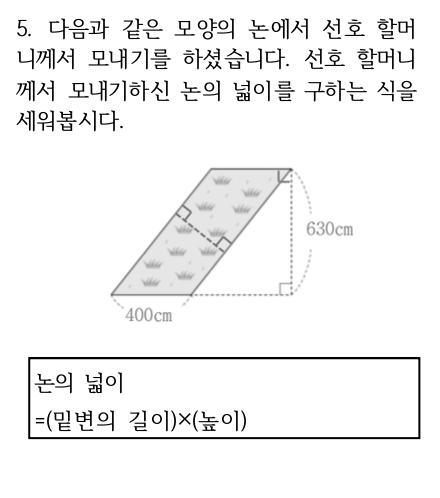 5. 다음과 같은 모양의 논에서 선호 할머
니께서 모내기를 하셨습니다. 선호 할머니
께서 모내기하신 논의 넓이를 구하는 식을
세워봅시다.
630cm
400cm
논의 넓이
=(밑변의 길이)×(높이)